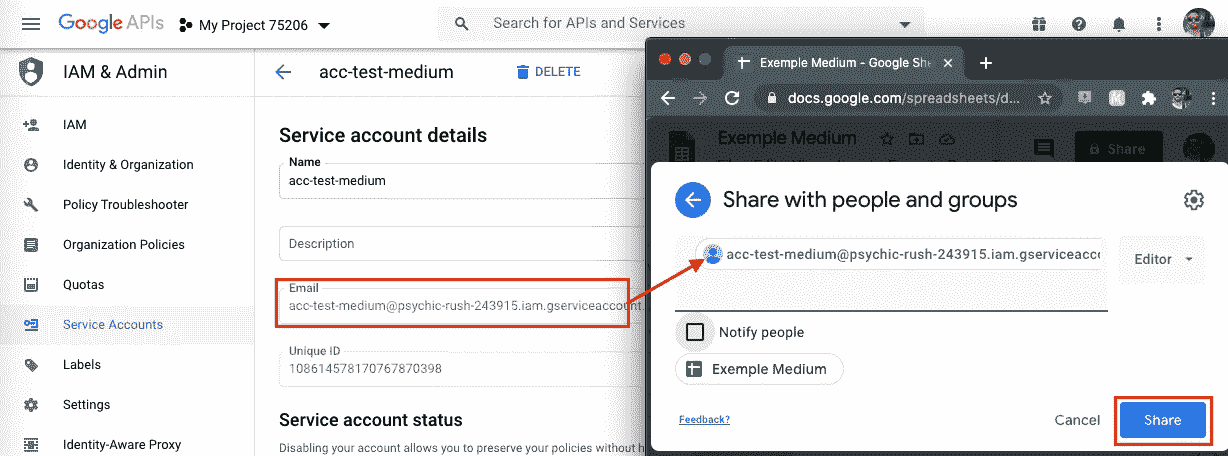 Google APIs
My Project 75206
Search for APIs and Services
IAM & Admin
IAM
Identity & Organization
Policy Troubleshooter
Organization Policies
Quotas
Service Accounts
Labels
Settings
Identity-Aware Proxy
acc-test-medium
DELETE
Service account details
Name
acc-test-medium
Description
Email
acc-test-medium@psychic-rush-243915.iam.gserviceaccount.
Unique ID
108614578170767870398
Service account status
Disabling your account allows you to preserve your policies without h
Exemple Medium - Google She
docs.google.com/spreadsheets/d...
Exemple Medium
Share
Share with people and groups
acc-test-medium@psychic-rush-243915.iam.gserviceacco
Editor
Notify people
Exemple Medium
Feedback?
Cancel
Share